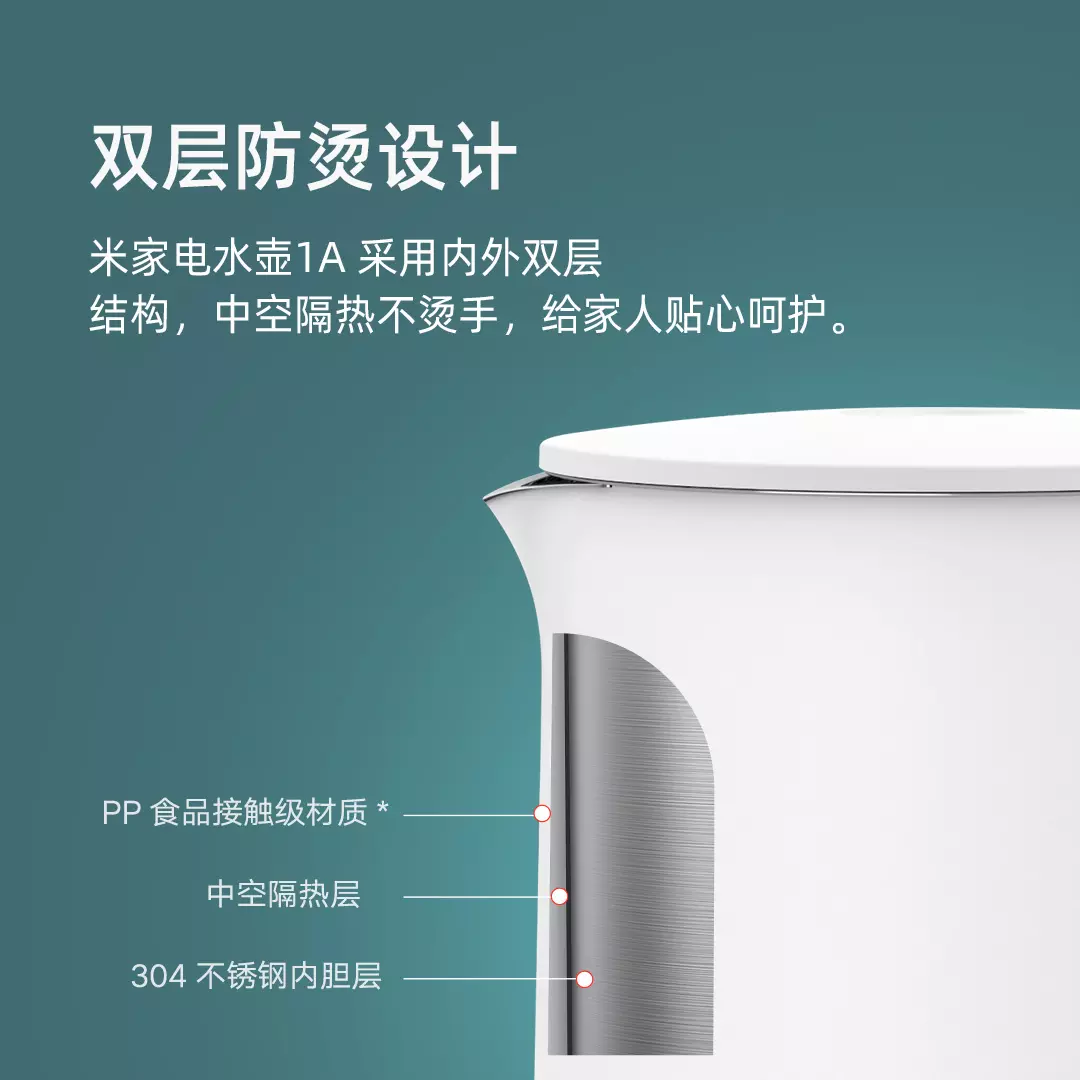 双层防烫设计
米家电水壶1A 采用内外双层
结构，中空隔热不烫手，给家人贴心呵护。
PP 食品接触级材质 *
中空隔热层
304 不锈钢内胆层